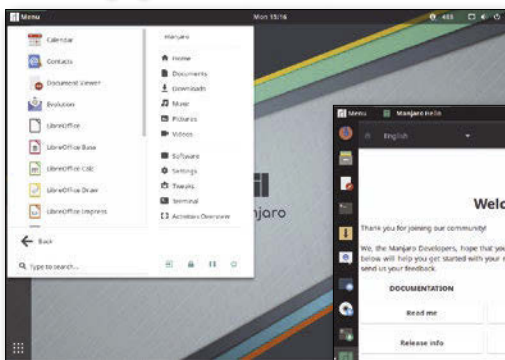 Menu
Mon 15:16
Calendar
Contacts
Document Viewer
Evolution
LibreOffice
LibreOffice Base
LibreOffice Calc
LibreOffice Draw
LibreOffice Impress
Back
Type to search...
Manjaro
Home
Documents
Downloads
Music
Pictures
Videos
Software
Settings
Tweaks
Terminal
Activities Overview
Manjaro
Menu
Manjaro Hello
English
Welc
Thank you for joining our community!
We, the Manjaro Developers, hope that you
below will help you get started with your
send us your feedback.
DOCUMENTATION
Read me
Release info